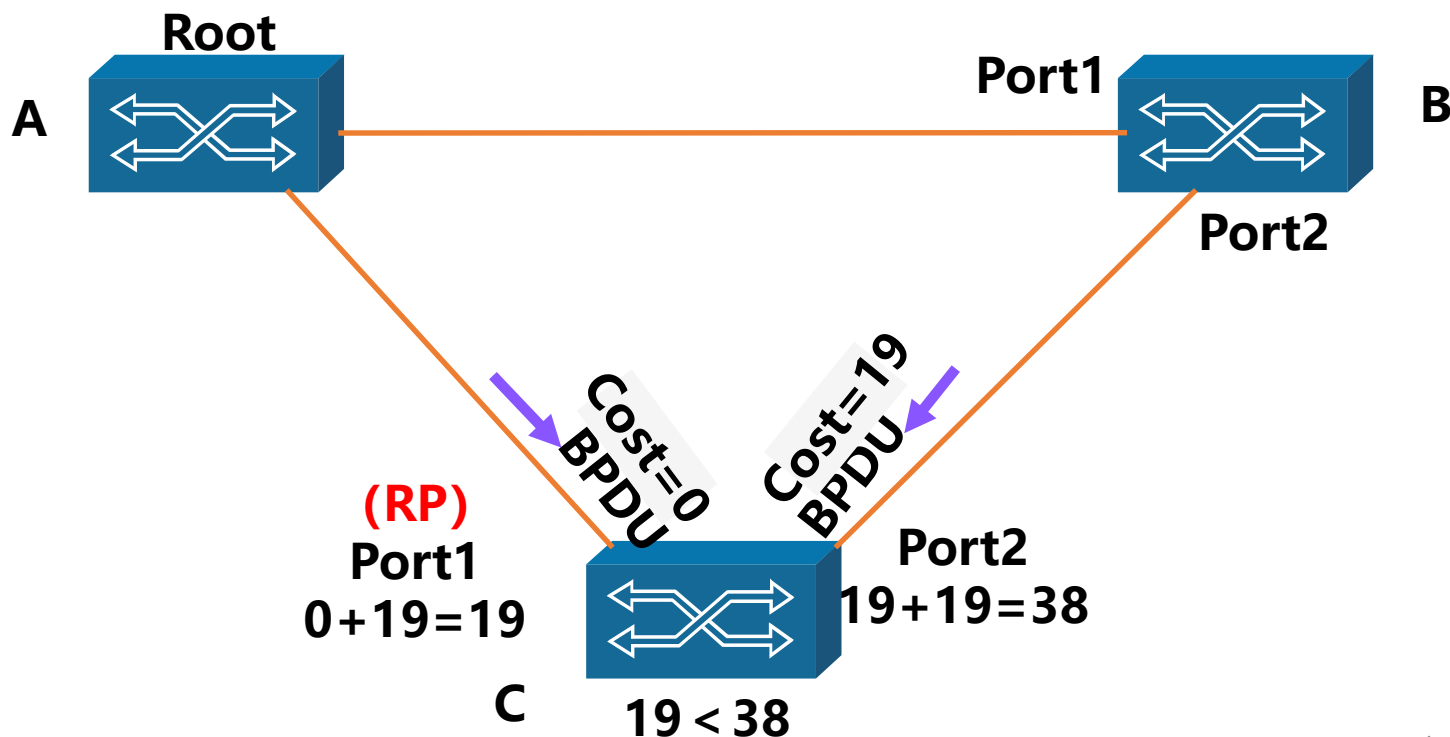 Root
A
Port1
B
Port2
Cost=0
BPDU
Cost=19
BPDU
(RP)
Port1
0+19=19
Port2
19+19=38
C
19<38